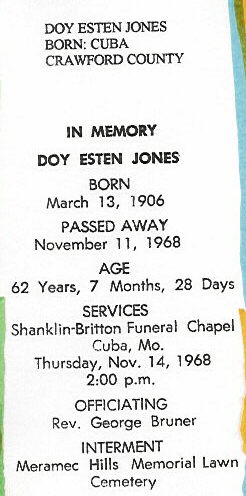 DOY ESTEN JONES
BORN: CUBA
CRAWFORD COUNTY
IN MEMORY
DOY ESTEN JONES
BORN
March 13, 1906
PASSED AWAY
November 11, 1968
AGE
62 Years, 7 Months, 28 Days
SERVICES
Shanklin-Britton Funeral Chapel
Cuba, Mo.
Thursday, Nov. 14, 1968
2:00 p.m.
OFFICIATING
Rev. George Bruner
INTERMENT
Meramec Hills Memorial Lawn
Cemetery